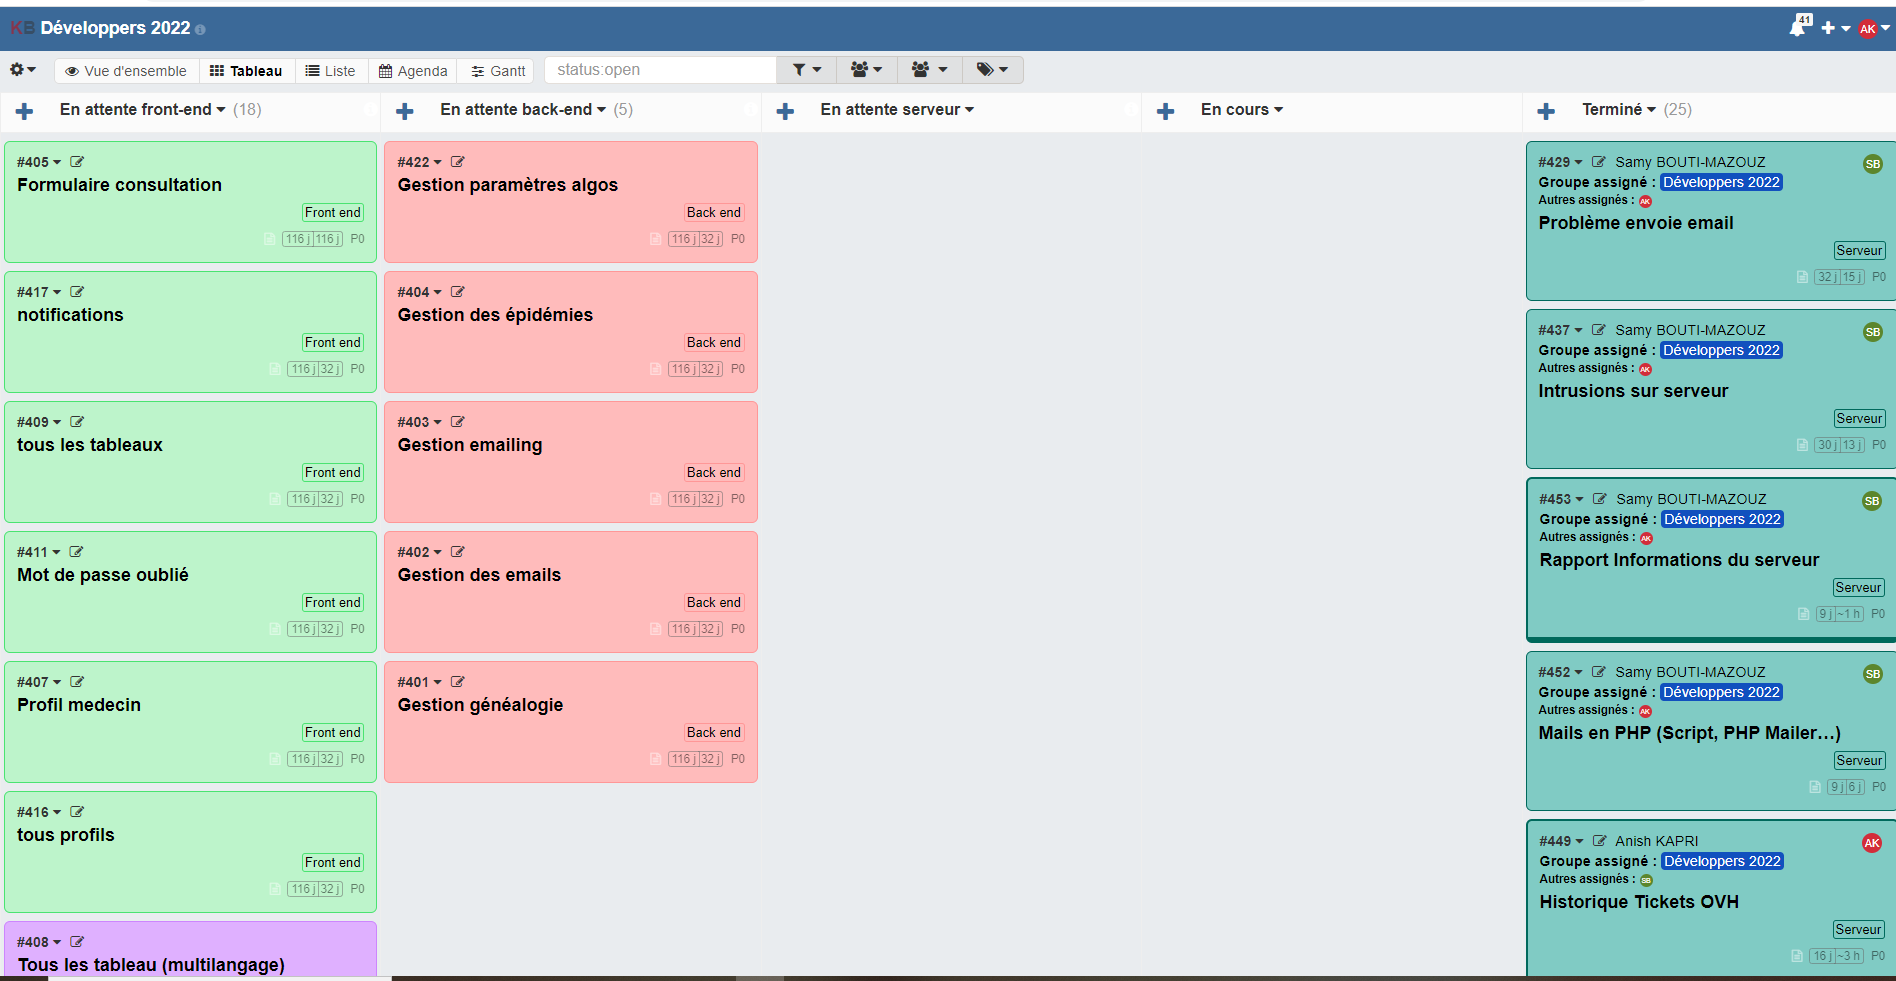 KB Développers 2022
41
AK
Vue d'ensemble
Tableau
Liste
Agenda
Gantt
status:open
En attente front-end (18)
En attente back-end (5)
En attente serveur
En cours
Terminé (25)
#405
Formulaire consultation
Front end
116 j 116 j P0
#417
notifications
Front end
116 j 32 j P0
#409
tous les tableaux
Front end
116 j 32 j P0
#411
Mot de passe oublié
Front end
116 j 32 j P0
#407
Profil medecin
Front end
116 j 32 j P0
#416
tous profils
Front end
116 j 32 j P0
#408
Tous les tableau (multilangage)
#422
Gestion paramètres algos
Back end
116 j 32 j P0
#404
Gestion des épidémies
Back end
116 j 32 j P0
#403
Gestion emailing
Back end
116 j 32 j P0
#402
Gestion des emails
Back end
116 j 32 j P0
#401
Gestion généalogie
Back end
116 j 32 j P0
#429 Samy BOUTI-MAZOUZ SB
Groupe assigné : Développers 2022
Autres assignés : AK
Problème envoie email
Serveur
32 j 15 j P0
#437 Samy BOUTI-MAZOUZ SB
Groupe assigné : Développers 2022
Autres assignés : AK
Intrusions sur serveur
Serveur
30 j 13 j P0
#453 Samy BOUTI-MAZOUZ SB
Groupe assigné : Développers 2022
Autres assignés : AK
Rapport Informations du serveur
Serveur
9 j ~1 h P0
#452 Samy BOUTI-MAZOUZ SB
Groupe assigné : Développers 2022
Autres assignés : AK
Mails en PHP (Script, PHP Mailer…)
Serveur
9 j 6 j P0
#449 Anish KAPRI AK
Groupe assigné : Développers 2022
Autres assignés : SB
Historique Tickets OVH
Serveur
16 j ~3 h P0